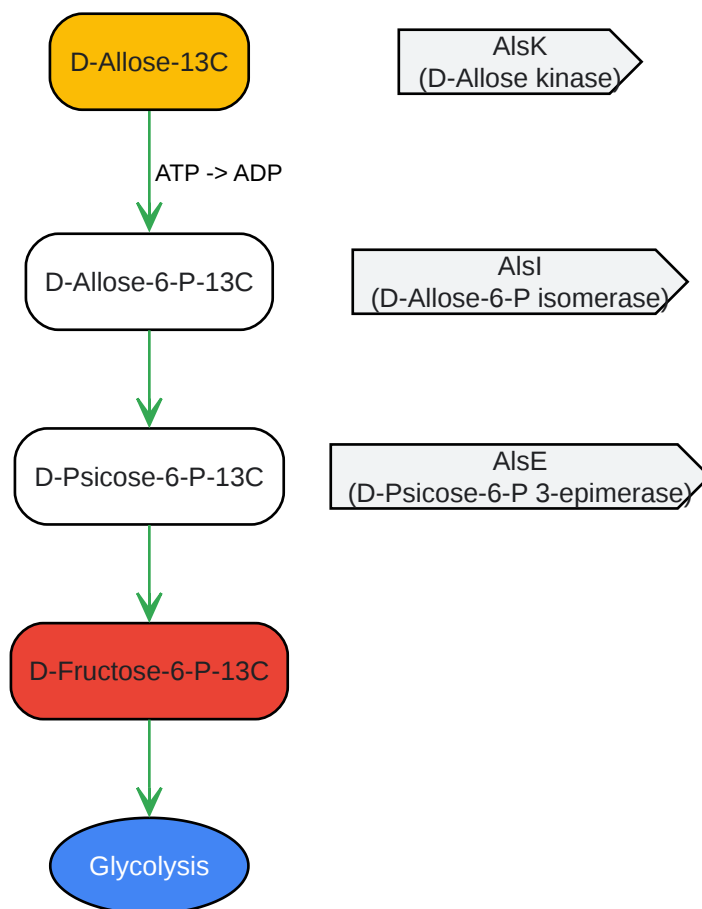 D-Allose-13C
AlsK
(D-Allose kinase)
ATP -> ADP
D-Allose-6-P-13C
AlsI
(D-Allose-6-P isomerase)
D-Psicose-6-P-13C
AlsE
(D-Psicose-6-P 3-epimerase)
D-Fructose-6-P-13C
Glycolysis